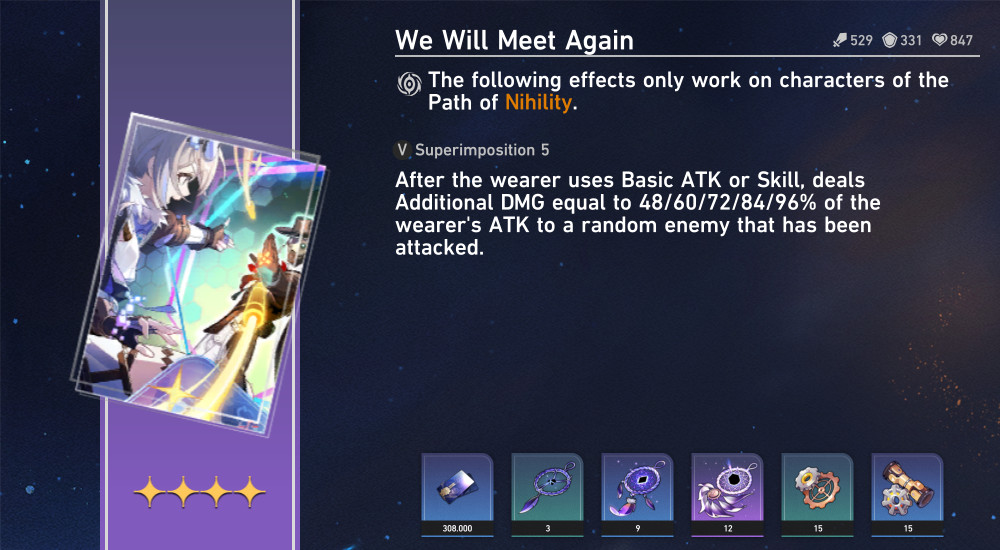 We Will Meet Again
529 331 847
The following effects only work on characters of the
Path of Nihility.
V Superimposition 5
After the wearer uses Basic ATK or Skill, deals
Additional DMG equal to 48/60/72/84/96% of the
wearer's ATK to a random enemy that has been
attacked.
308.000 3 9 12 15 15